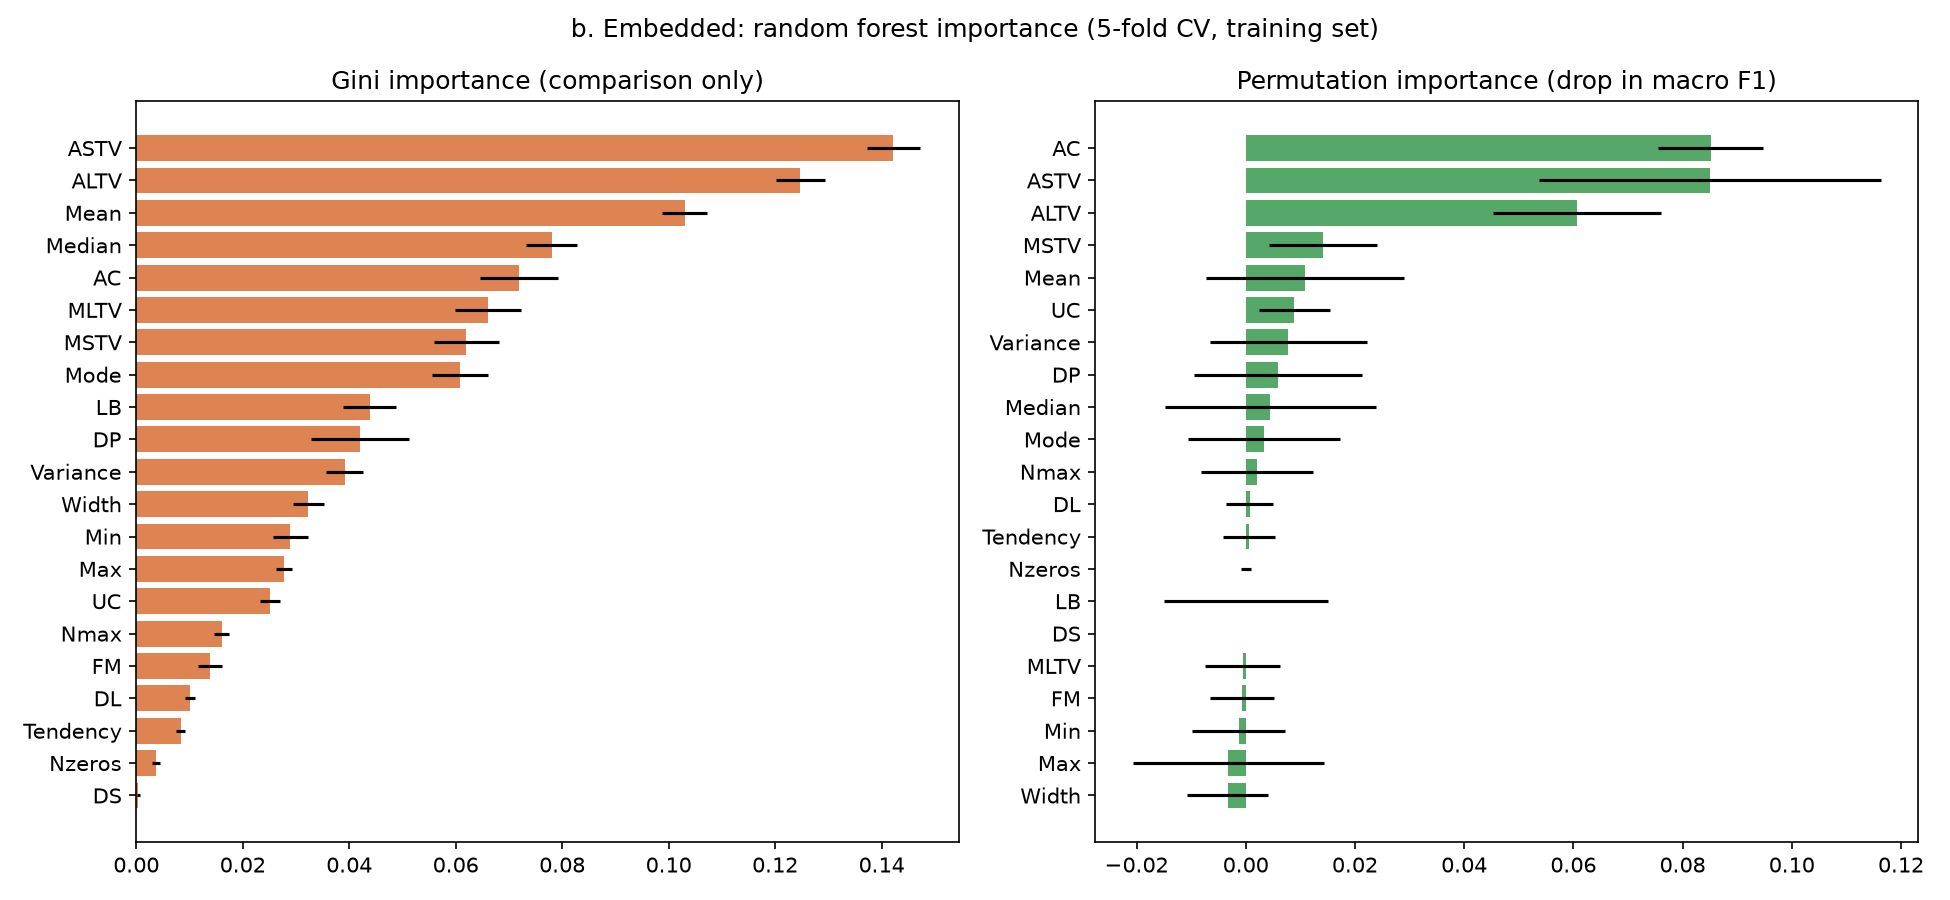 b. Embedded: random forest importance (5-fold CV, training set)
Gini importance (comparison only)
ASTV
ALTV
Mean
Median
AC
MLTV
MSTV
Mode
LB
DP
Variance
Width
Min
Max
UC
Nmax
FM
DL
Tendency
Nzeros
DS
0.00 0.02 0.04 0.06 0.08 0.10 0.12 0.14
Permutation importance (drop in macro F1)
AC
ASTV
ALTV
MSTV
Mean
UC
Variance
DP
Median
Mode
Nmax
DL
Tendency
Nzeros
LB
DS
MLTV
FM
Min
Max
Width
−0.02 0.00 0.02 0.04 0.06 0.08 0.10 0.12